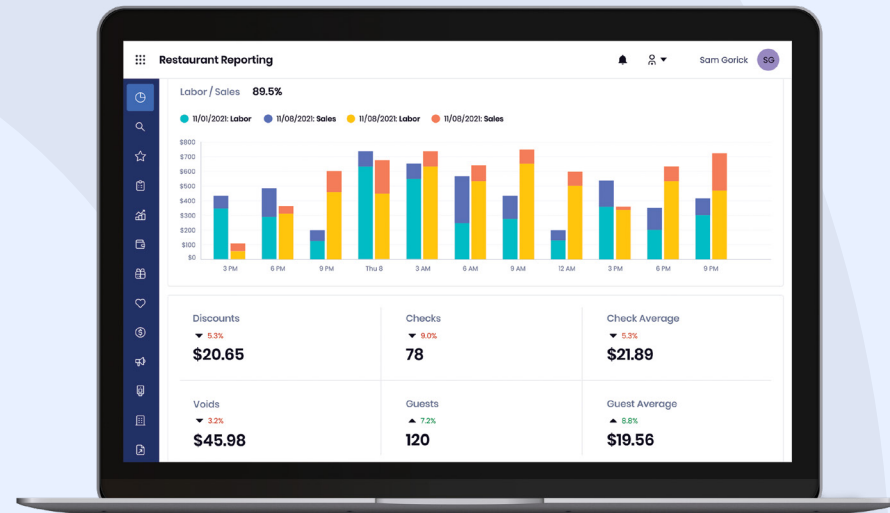 Restaurant Reporting
Sam Gorick
SG
Labor / Sales 89.5%
11/01/2021: Labor 11/08/2021: Sales 11/08/2021: Labor 11/08/2021: Sales
$800
$700
$600
$500
$400
$300
$200
$100
$0
3 PM 6 PM 9 PM Thu 8 3 AM 6 AM 9 AM 12 AM 3 PM 6 PM 9 PM
Discounts Checks Check Average
5.3% 9.0% 5.3%
$20.65 78 $21.89
Voids Guests Guest Average
3.2% 7.2% 8.8%
$45.98 120 $19.56